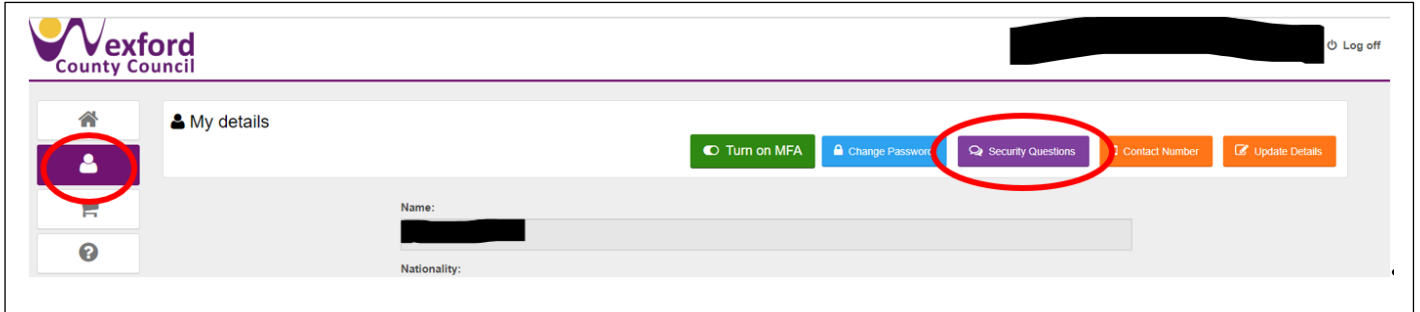 Wexford
County Council
Log off
My details
Turn on MFA
Change Password
Security Questions
Contact Number
Update Details
Name:
Nationality: